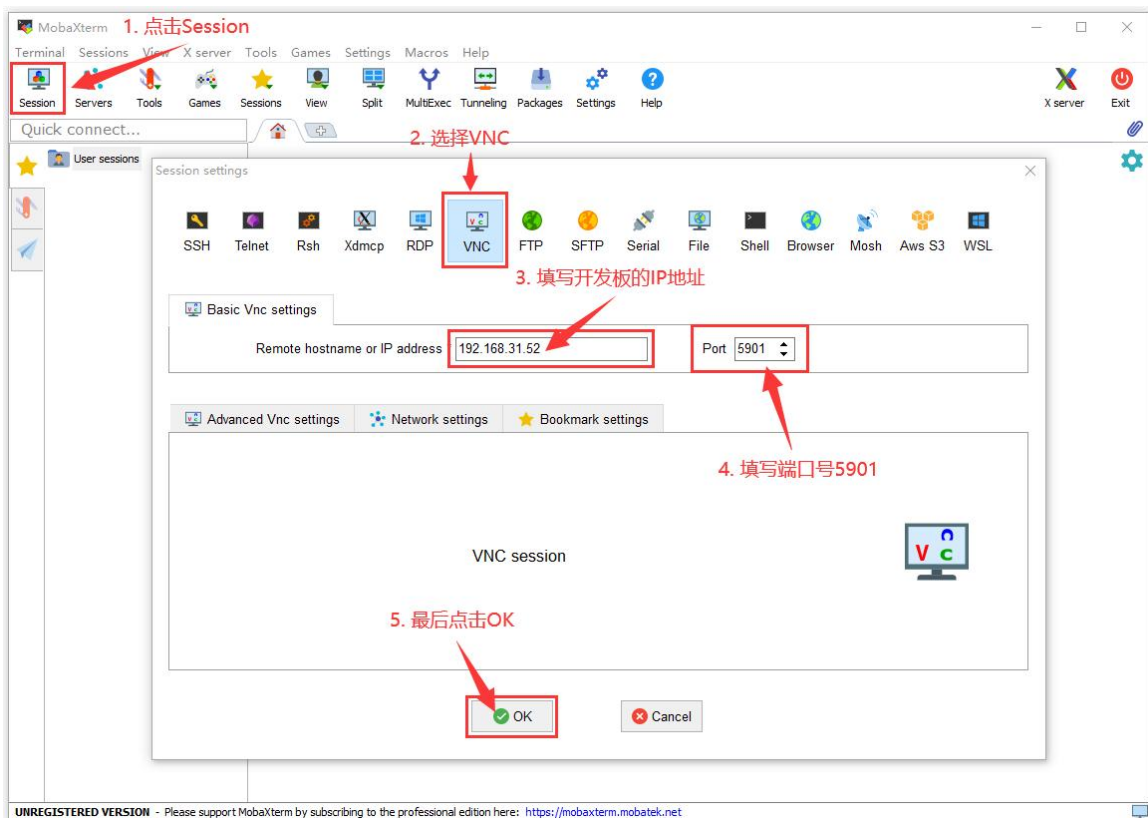 MobaXterm
1. 点击Session
Terminal Sessions View X server Tools Games Settings Macros Help
Session Servers Tools Games Sessions View Split MultiExec Tunneling Packages Settings Help X server Exit
Quick connect...
2. 选择VNC
User sessions
Session settings
SSH Telnet Rsh Xdmcp RDP VNC FTP SFTP Serial File Shell Browser Mosh Aws S3 WSL
3. 填写开发板的IP地址
Basic Vnc settings
Remote hostname or IP address 192.168.31.52 Port 5901
Advanced Vnc settings Network settings Bookmark settings
4. 填写端口号5901
VNC session
V n c
5. 最后点击OK
OK Cancel
UNREGISTERED VERSION - Please support MobaXterm by subscribing to the professional edition here: https://mobaxterm.mobatek.net